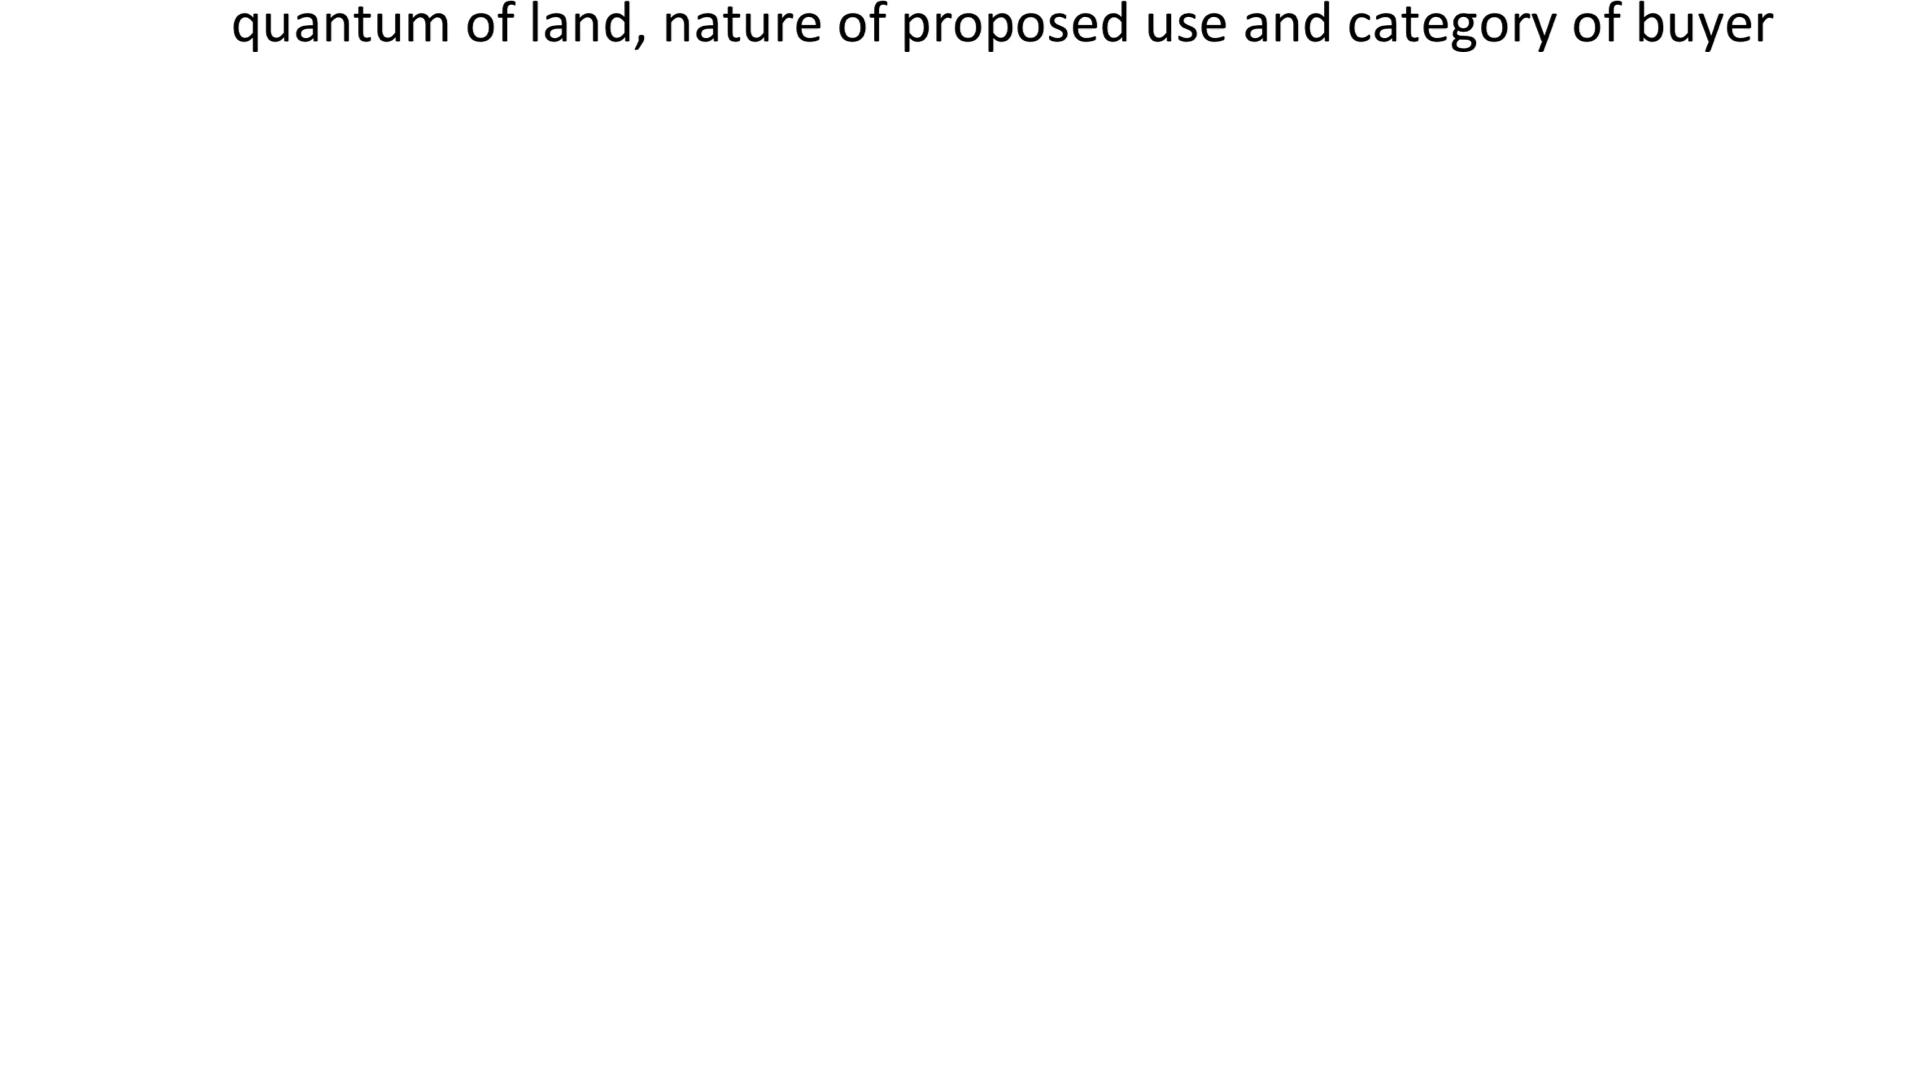 quantum of land, nature of proposed use and category of buyer